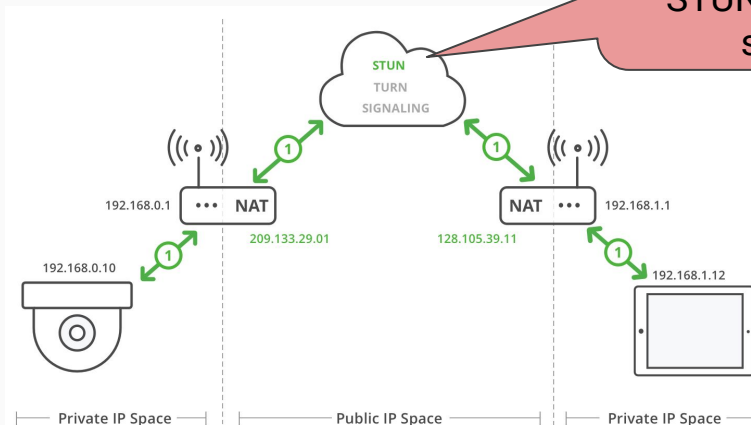 STUN
STUN
TURN
SIGNALING
1
1
192.168.0.1
NAT
NAT
192.168.1.1
209.133.29.01
128.105.39.11
1
1
192.168.0.10
192.168.1.12
Private IP Space
Public IP Space
Private IP Space